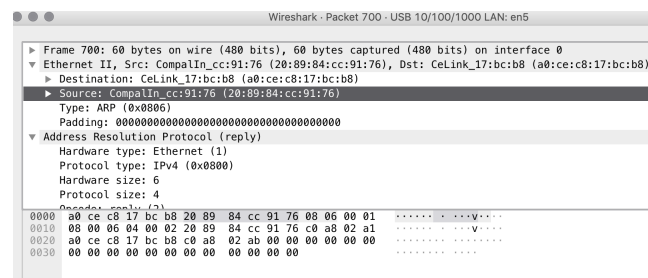 Wireshark · Packet 700 · USB 10/100/1000 LAN: en5
Frame 700: 60 bytes on wire (480 bits), 60 bytes captured (480 bits) on interface 0
Ethernet II, Src: CompalIn_cc:91:76 (20:89:84:cc:91:76), Dst: CeLink_17:bc:b8 (a0:ce:c8:17:bc:b8)
Destination: CeLink_17:bc:b8 (a0:ce:c8:17:bc:b8)
Source: CompalIn_cc:91:76 (20:89:84:cc:91:76)
Type: ARP (0x0806)
Padding: 000000000000000000000000000000000000
Address Resolution Protocol (reply)
Hardware type: Ethernet (1)
Protocol type: IPv4 (0x0800)
Hardware size: 6
Protocol size: 4
Opcode: reply (2)
0000 a0 ce c8 17 bc b8 20 89 84 cc 91 76 08 06 00 01 ······ · ···v····
0010 08 00 06 04 00 02 20 89 84 cc 91 76 c0 a8 02 a1 ······ · ···v····
0020 a0 ce c8 17 bc b8 c0 a8 02 ab 00 00 00 00 00 00 ········ ········
0030 00 00 00 00 00 00 00 00 00 00 00 00 ········ ····